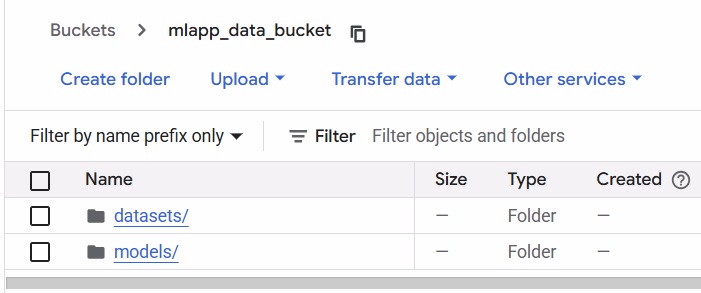 Buckets > mlapp_data_bucket
Create folder Upload Transfer data Other services
Filter by name prefix only Filter Filter objects and folders
Name Size Type Created ?
datasets/ — Folder —
models/ — Folder —